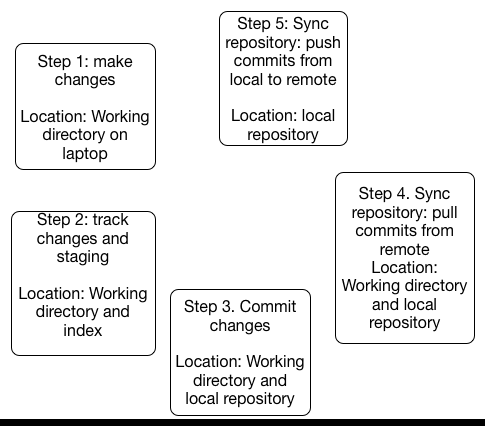 Step 1: make
changes
Location: Working
directory on
laptop
Step 2: track
changes and
staging
Location: Working
directory and
index
Step 3. Commit
changes
Location: Working
directory and
local repository
Step 4. Sync
repository: pull
commits from
remote
Location:
Working directory
and local
repository
Step 5: Sync
repository: push
commits from
local to remote
Location: local
repository